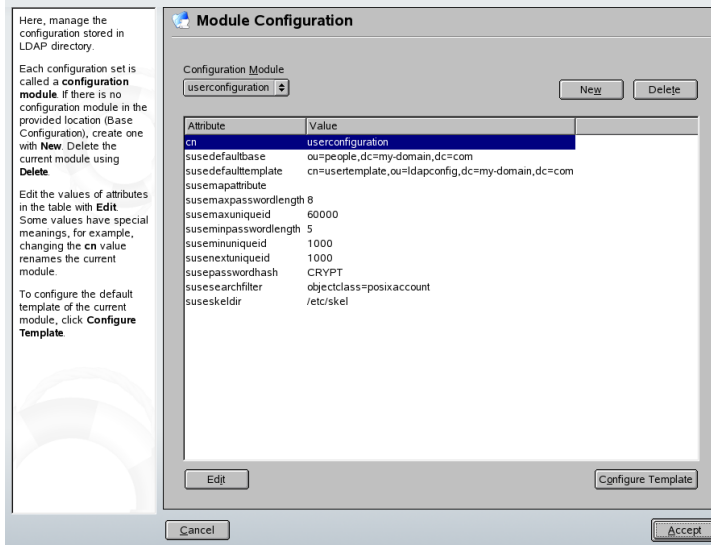 Here, manage the
configuration stored in
LDAP directory.
Each configuration set is
called a configuration
module. If there is no
configuration module in the
provided location (Base
Configuration), create one
with New. Delete the
current module using
Delete.
Edit the values of attributes
in the table with Edit.
Some values have special
meanings, for example,
changing the cn value
renames the current
module.
To configure the default
template of the current
module, click Configure
Template.
Module Configuration
Configuration Module
userconfiguration
New
Delete
Attribute Value
cn userconfiguration
susedefaultbase ou=people,dc=my-domain,dc=com
susedefaulttemplate cn=usertemplate,ou=ldapconfig,dc=my-domain,dc=com
susemapattribute
susemaxpasswordlength 8
susemaxuniqueid 60000
suseminpasswordlength 5
suseminuniqueid 1000
susenextuniqueid 1000
susepasswordhash CRYPT
susesearchfilter objectclass=posixaccount
suseskeldir /etc/skel
Edit
Configure Template
Cancel
Accept